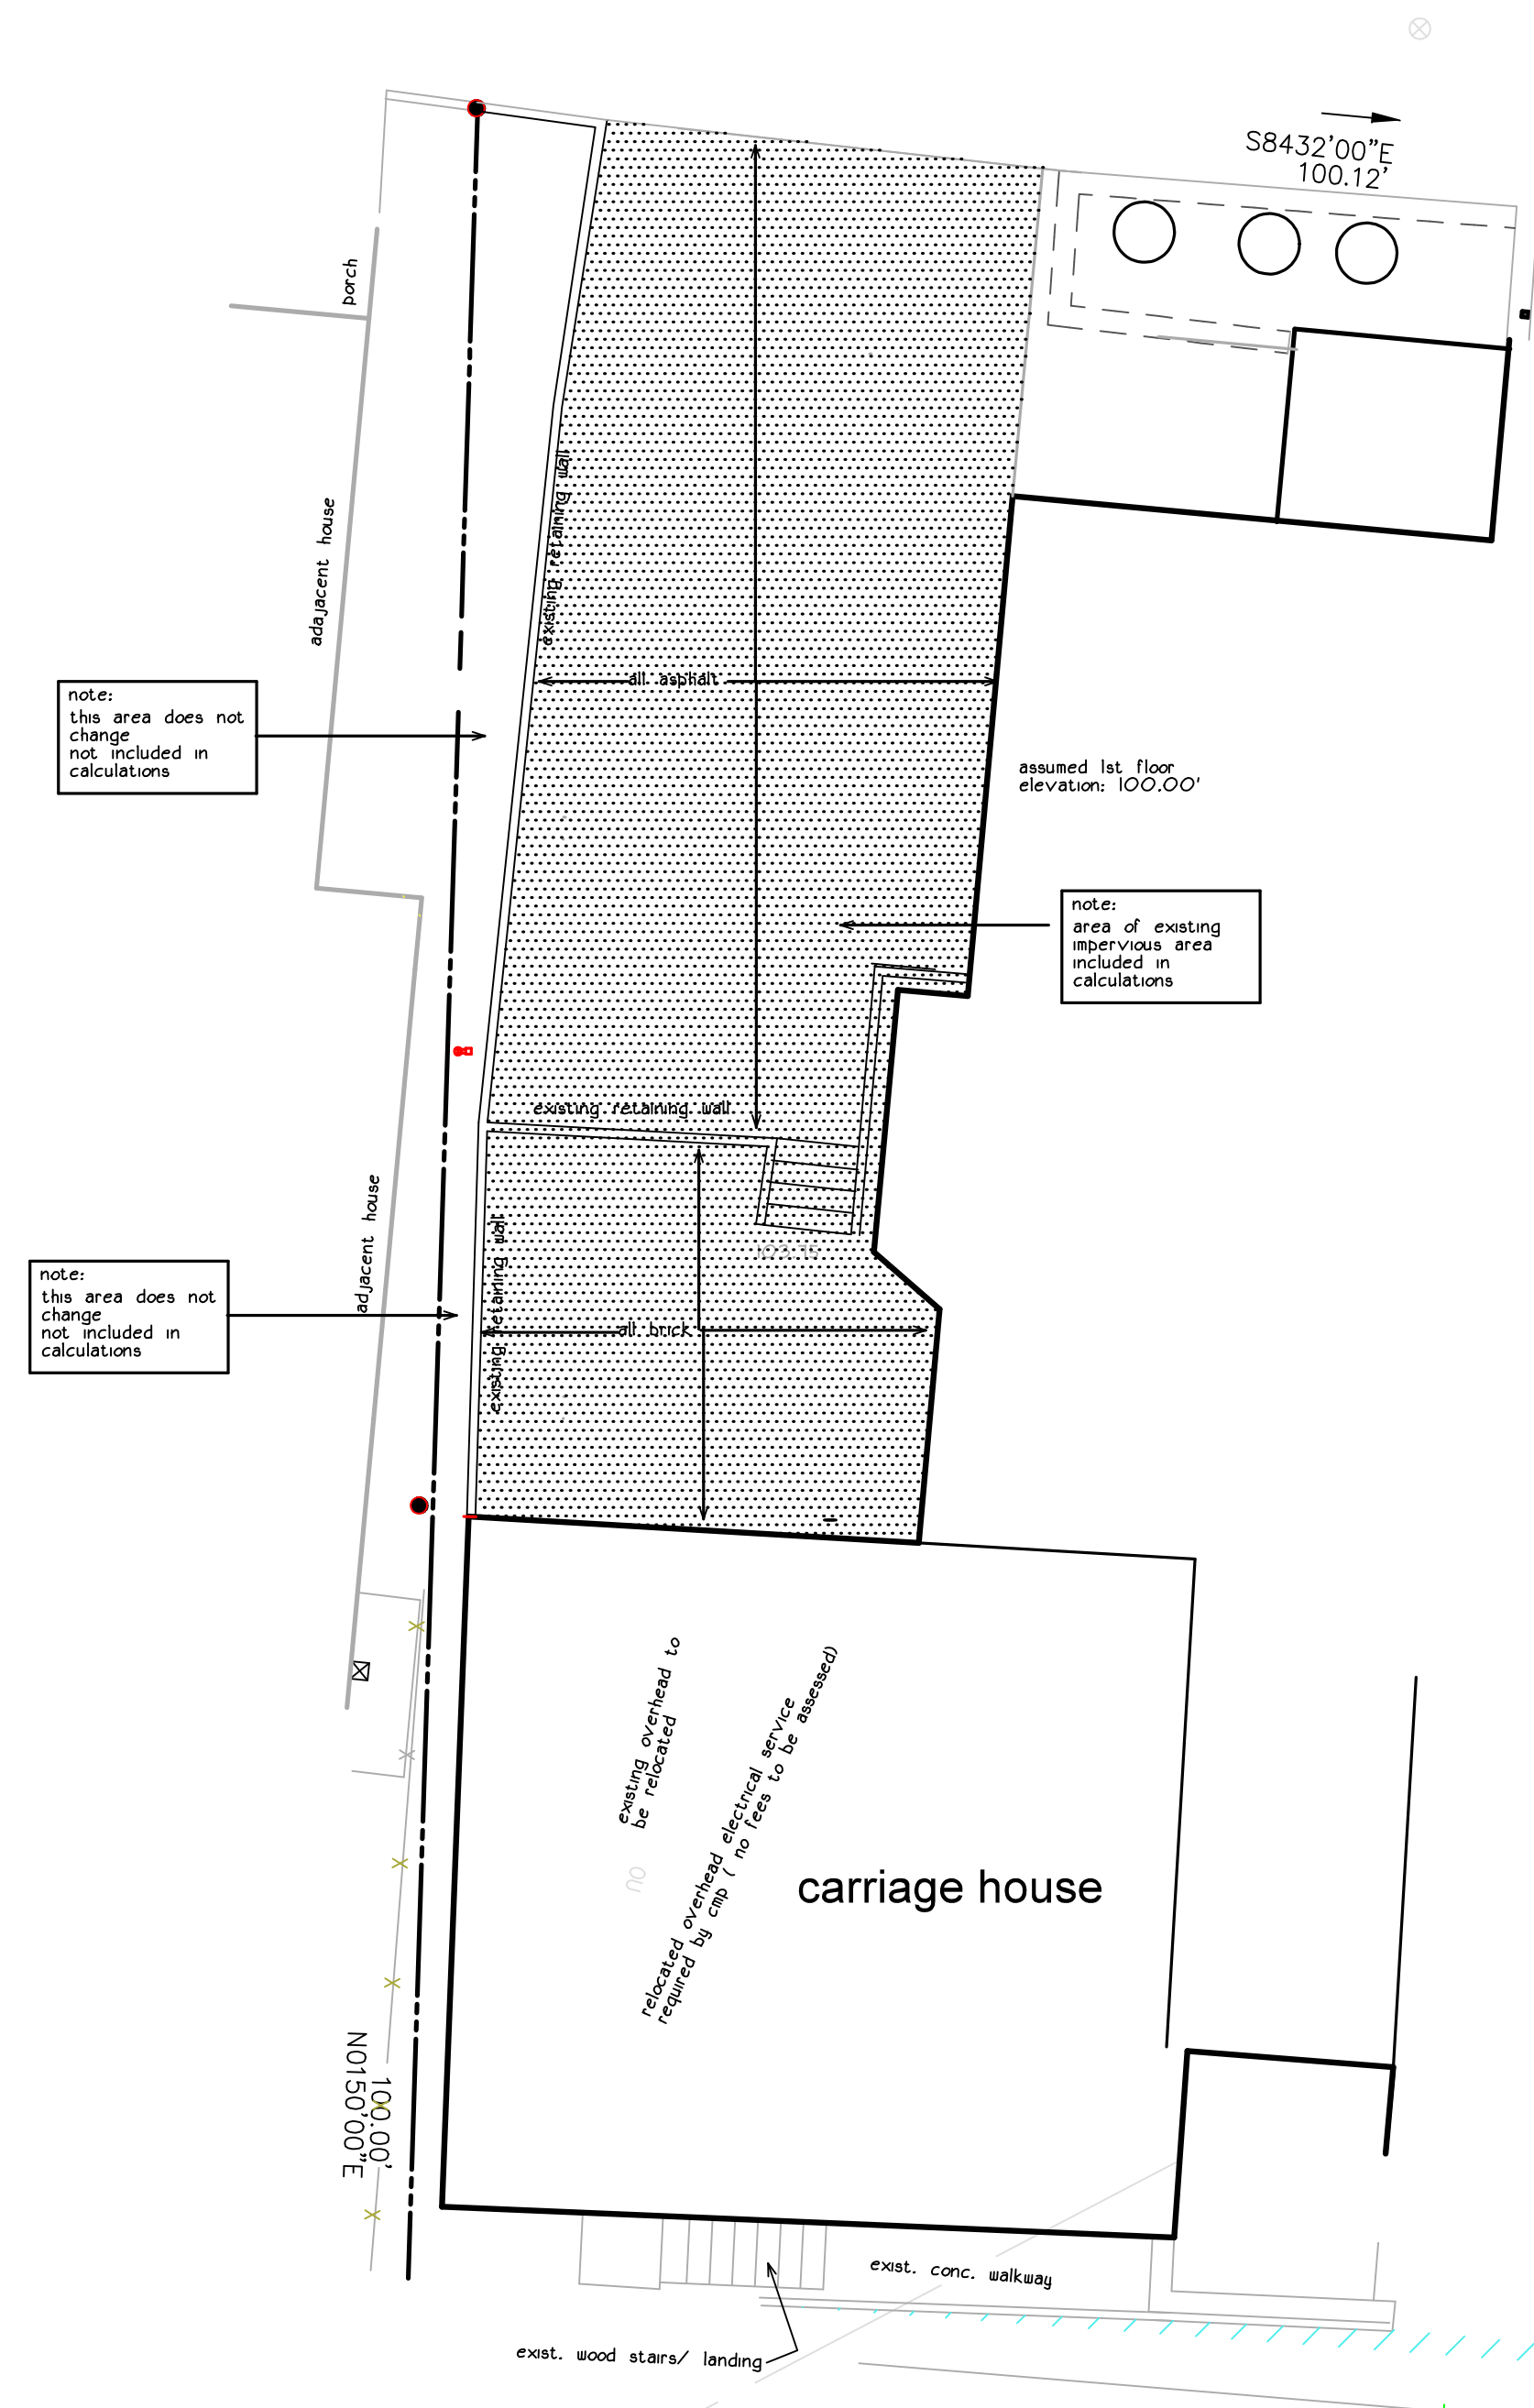 S8432'00"E
100.12'
porch
adajacent house
existing retaining wall
note:
this area does not
change
not included in
calculations
all asphalt
assumed 1st floor
elevation: 100.00'
note:
area of existing
impervious area
included in
calculations
existing retaining wall
adjacent house
existing retaining wall
103.75
note:
this area does not
change
not included in
calculations
all brick
existing overhead to
be relocated
relocated overhead electrical service
required by cmp ( no fees to be assessed)
OU
carriage house
100.00'
N0150'00"E
exist. conc. walkway
exist. wood stairs/ landing